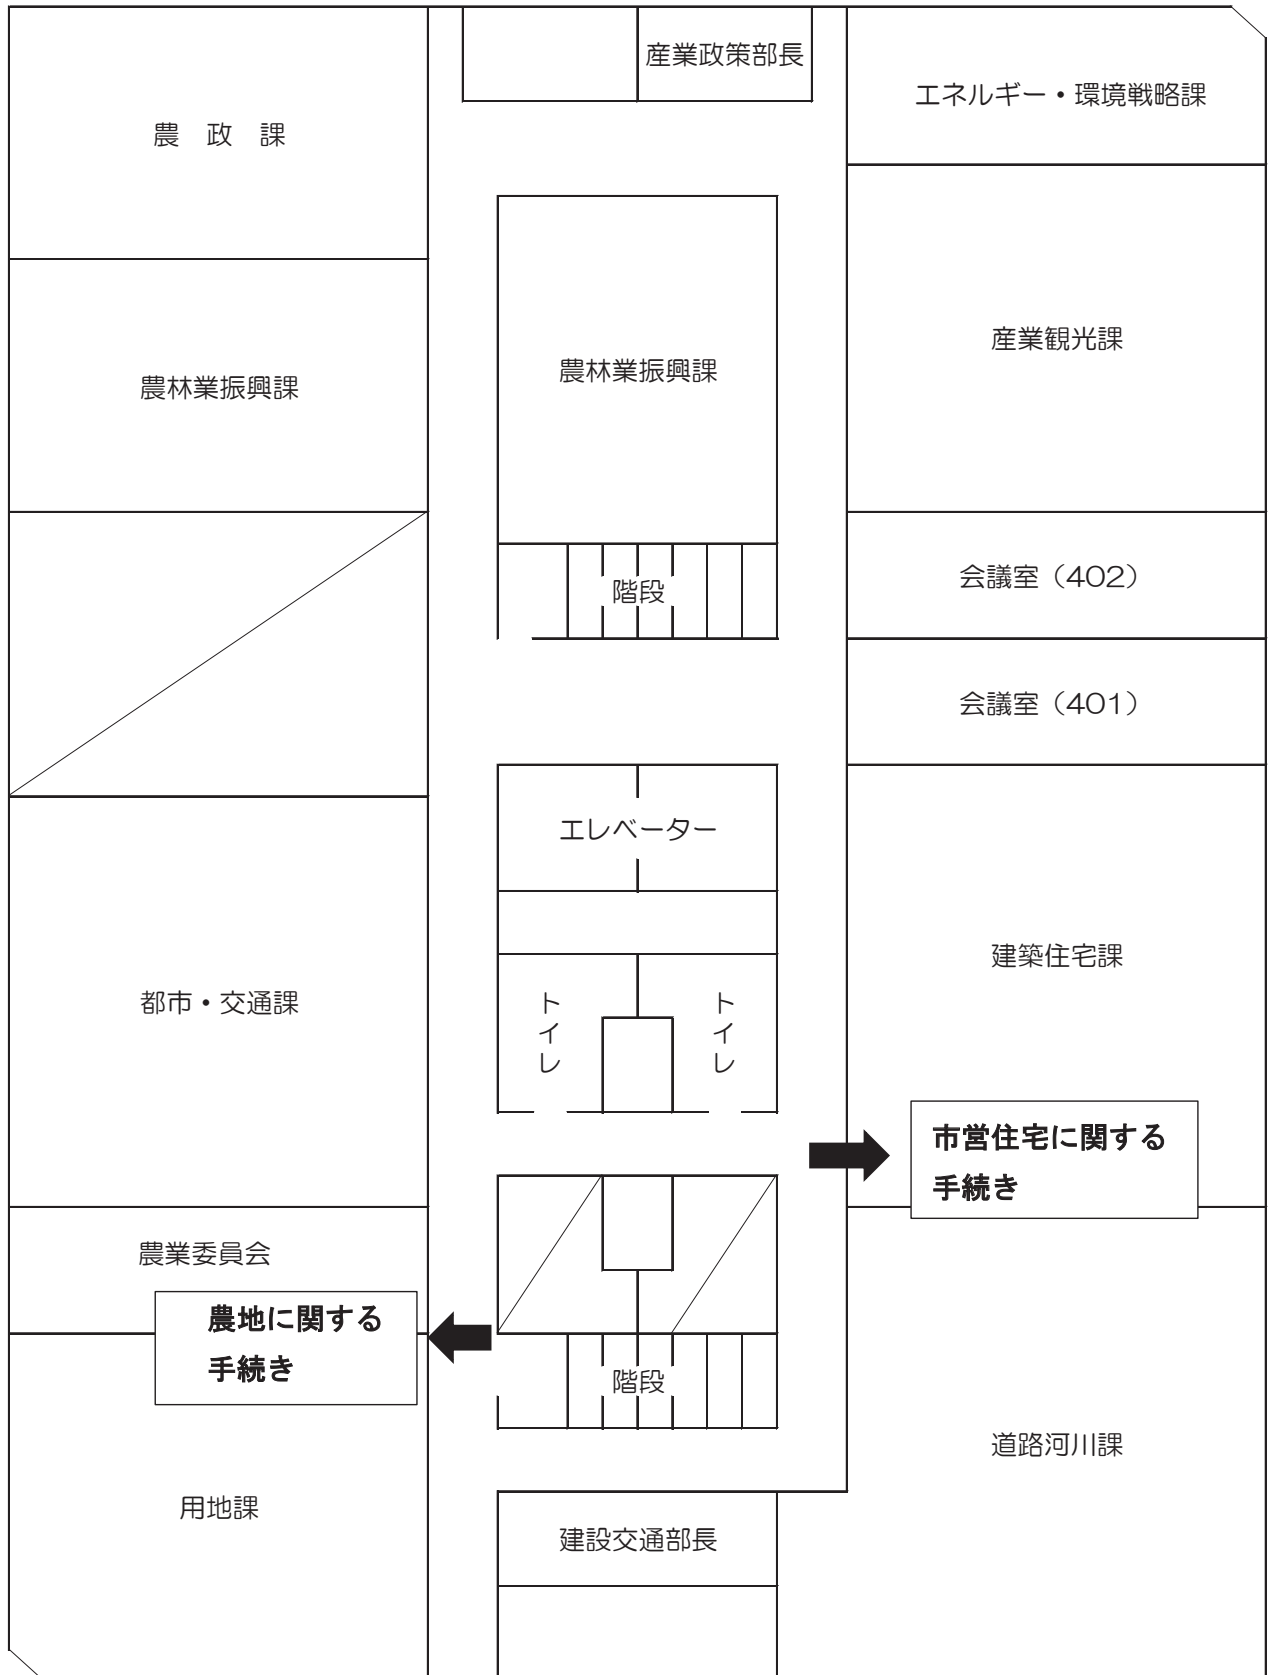 産業政策部長
エネルギー・環境戦略課
農　政　課
産業観光課
農林業振興課
農林業振興課
会議室（402）
階段
会議室（401）
エレベーター
建築住宅課
都市・交通課
トイレ
トイレ
市営住宅に関する
手続き
農業委員会
農地に関する
手続き
階段
道路河川課
用地課
建設交通部長